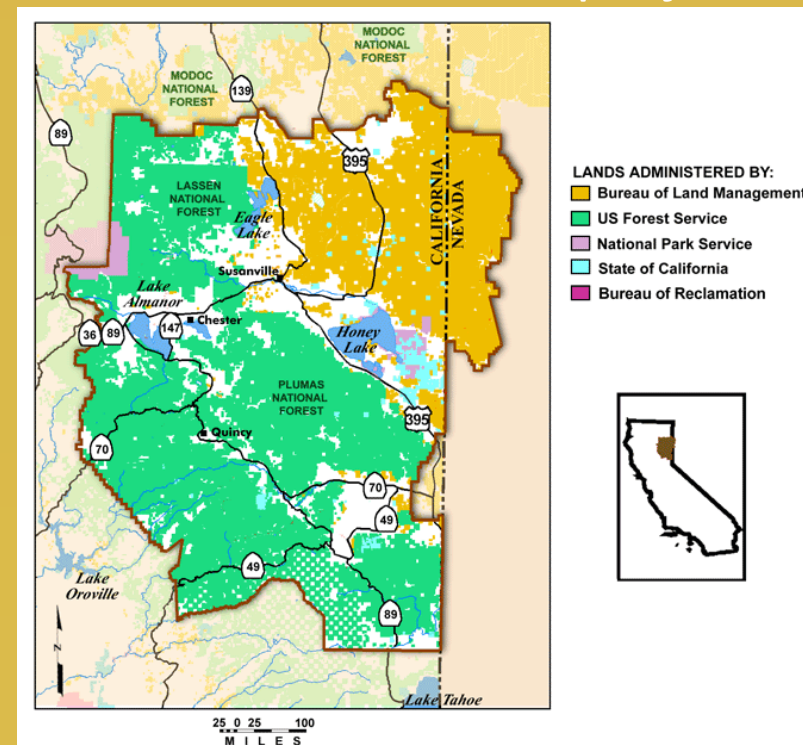 MODOC
NATIONAL
FOREST
MODOC
NATIONAL
FOREST
139
89
395
LASSEN
NATIONAL
FOREST
Eagle
Lake
CALIFORNIA
NEVADA
Susanville
Lake
Almanor
Chester
147
36
89
Honey
Lake
PLUMAS
NATIONAL
FOREST
395
Quincy
70
70
49
49
Lake
Oroville
89
N
Lake Tahoe
25 0 25 100
M I L E S
LANDS ADMINISTERED BY:
Bureau of Land Management
US Forest Service
National Park Service
State of California
Bureau of Reclamation